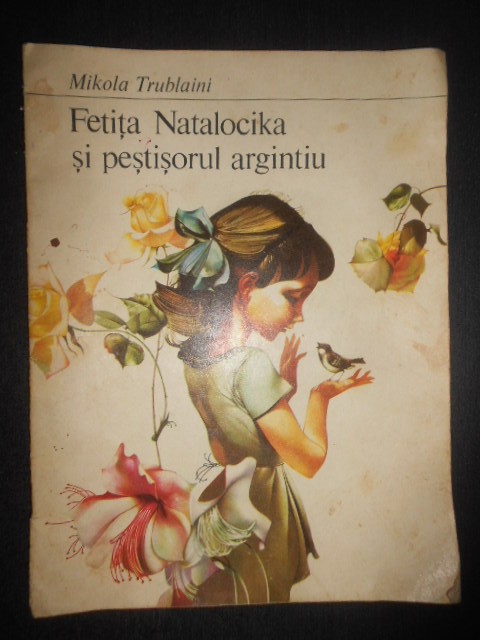 Mikola Trublaini
Fetița Natalocika
și peștișorul argintiu